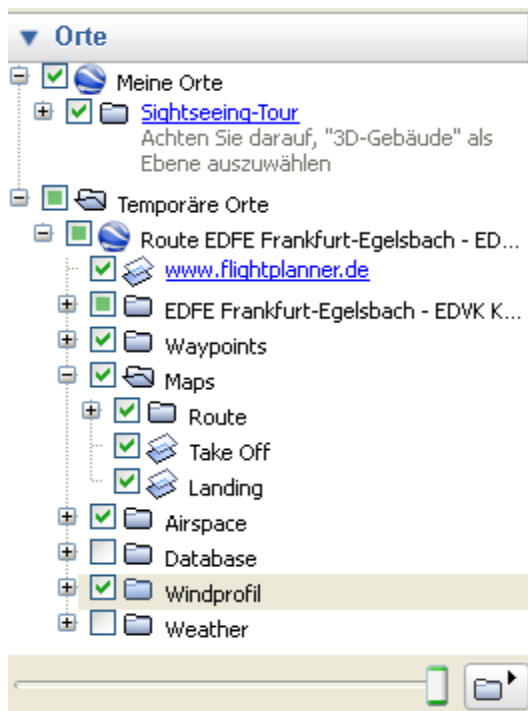 Orte
Meine Orte
Sightseeing-Tour
Achten Sie darauf, "3D-Gebäude" als
Ebene auszuwählen
Temporäre Orte
Route EDFE Frankfurt-Egelsbach - ED...
www.flightplanner.de
EDFE Frankfurt-Egelsbach - EDVK K...
Waypoints
Maps
Route
Take Off
Landing
Airspace
Database
Windprofil
Weather